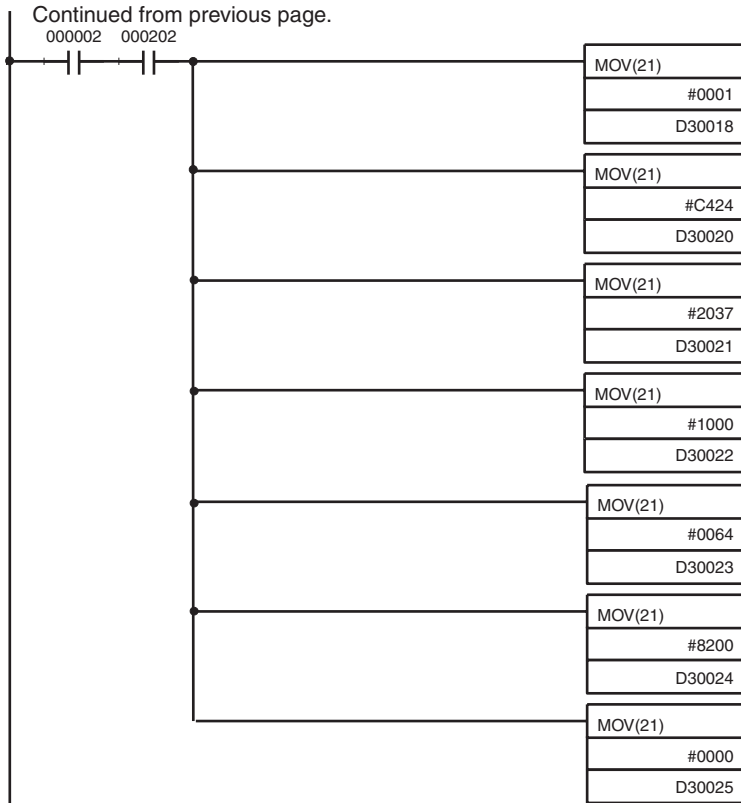 Continued from previous page.
000002 000202
MOV(21)
#0001
D30018
MOV(21)
#C424
D30020
MOV(21)
#2037
D30021
MOV(21)
#1000
D30022
MOV(21)
#0064
D30023
MOV(21)
#8200
D30024
MOV(21)
#0000
D30025